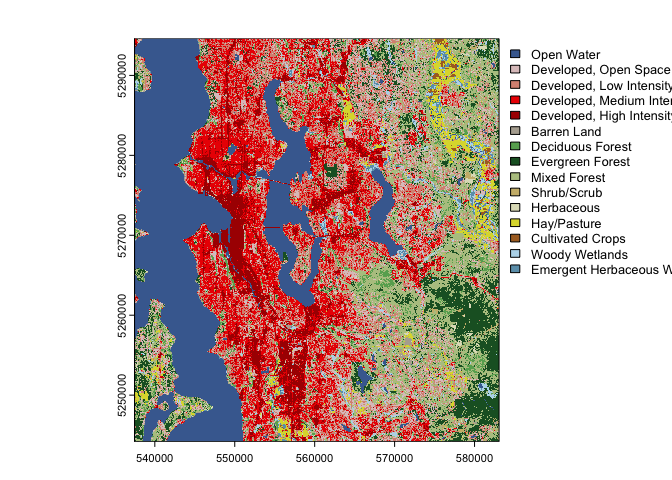 5290000
5280000
5270000
5260000
5250000
540000
550000
560000
570000
580000
Open Water
Developed, Open Space
Developed, Low Intensity
Developed, Medium Inte
Developed, High Intensity
Barren Land
Deciduous Forest
Evergreen Forest
Mixed Forest
Shrub/Scrub
Herbaceous
Hay/Pasture
Cultivated Crops
Woody Wetlands
Emergent Herbaceous W